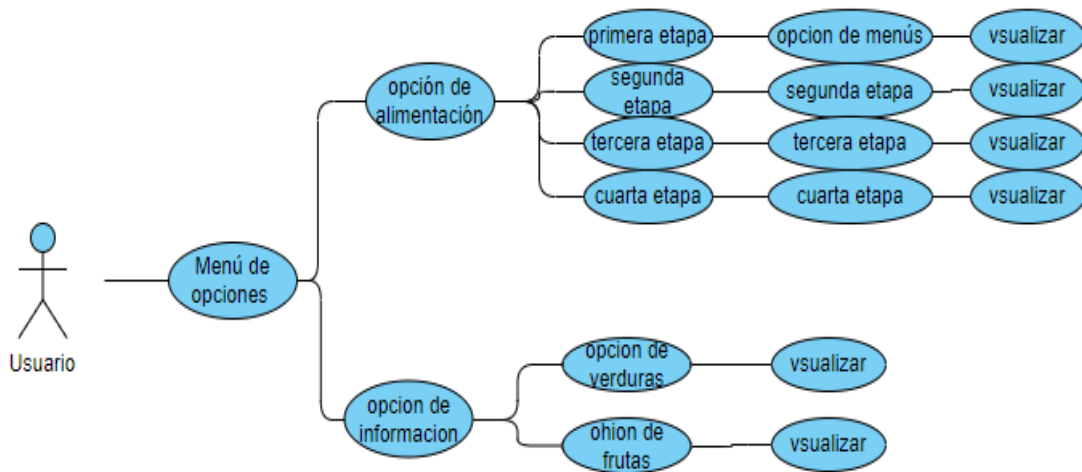 primera etapa
opcion de menús
vsualizar
opción de
alimentación
segunda
etapa
segunda etapa
vsualizar
tercera etapa
tercera etapa
vsualizar
cuarta etapa
cuarta etapa
vsualizar
Menú de
opciones
Usuario
opcion de
verduras
vsualizar
opcion de
informacion
ohion de
frutas
vsualizar